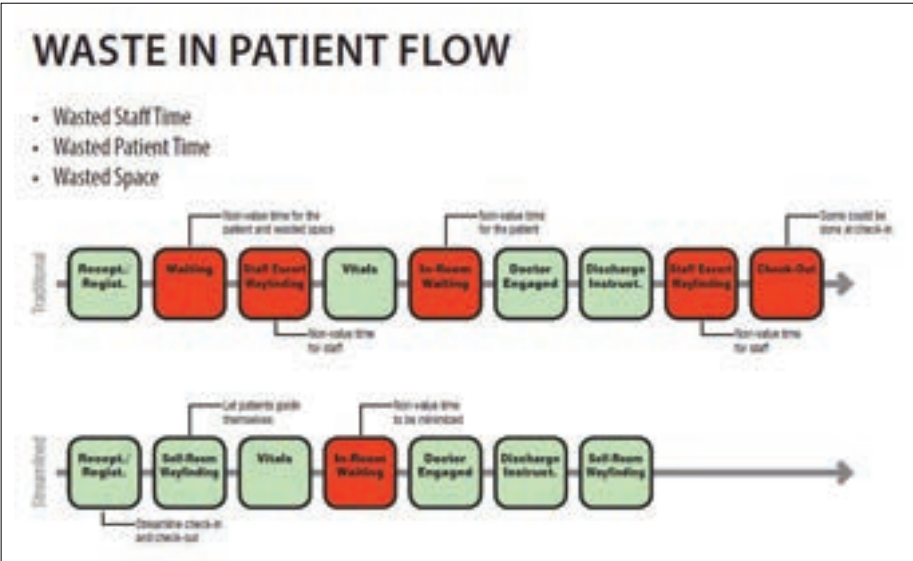 WASTE IN PATIENT FLOW
• Wasted Staff Time
• Wasted Patient Time
• Wasted Space
Non-value time for the
patient and wasted space
Non-value time
for the patient
Some could be
done at check-in
Traditional
Recept./
Regist.
Waiting
Staff Escort
Wayfinding
Vitals
In-Room
Waiting
Doctor
Engaged
Discharge
Instruct.
Staff Escort
Wayfinding
Check-Out
Non-value time
for staff
Non-value time
for staff
Let patients guide
themselves
Non-value time
to be minimized
Streamlined
Recept./
Regist.
Self-Room
Wayfinding
Vitals
In-Room
Waiting
Doctor
Engaged
Discharge
Instruct.
Self-Room
Wayfinding
Streamline check-in
and check-out